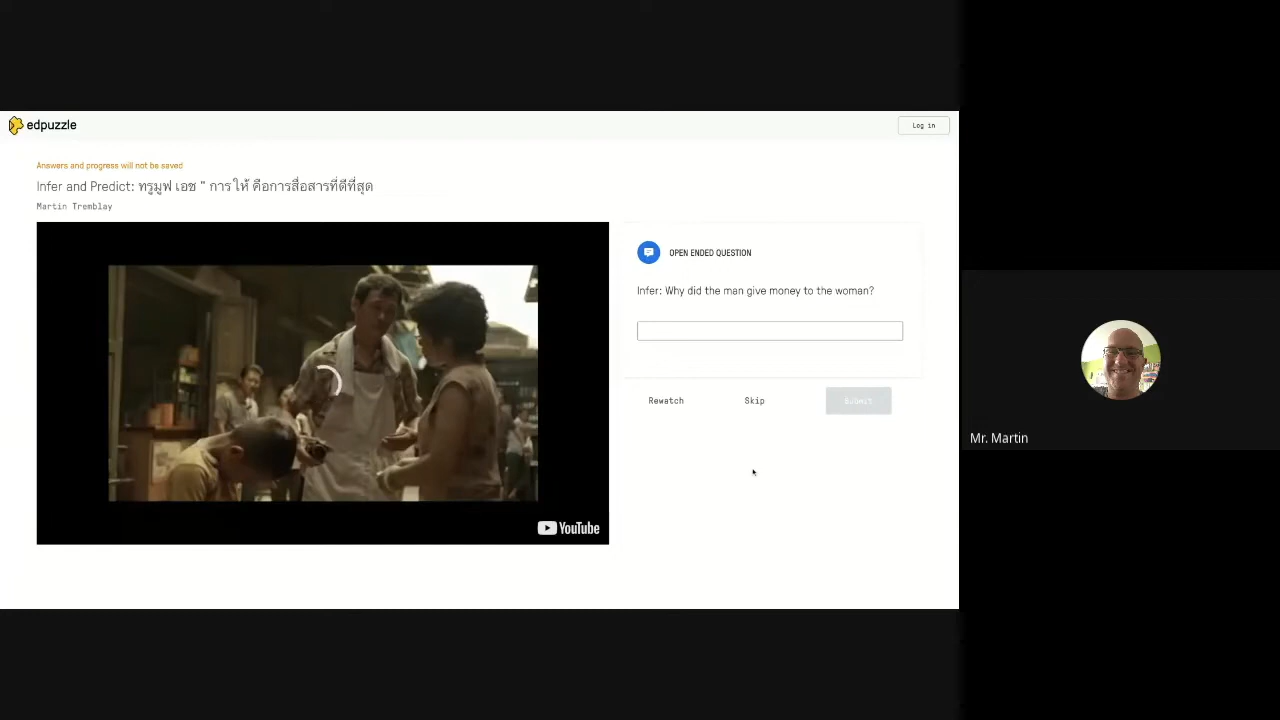 edpuzzle
Log in
Answers and progress will not be saved
Infer and Predict: ทรูมูฟ เอช " การให้ คือการสื่อสารที่ดีที่สุด
Martin Tremblay
OPEN ENDED QUESTION
Infer: Why did the man give money to the woman?
Rewatch
Skip
Submit
YouTube
Mr. Martin